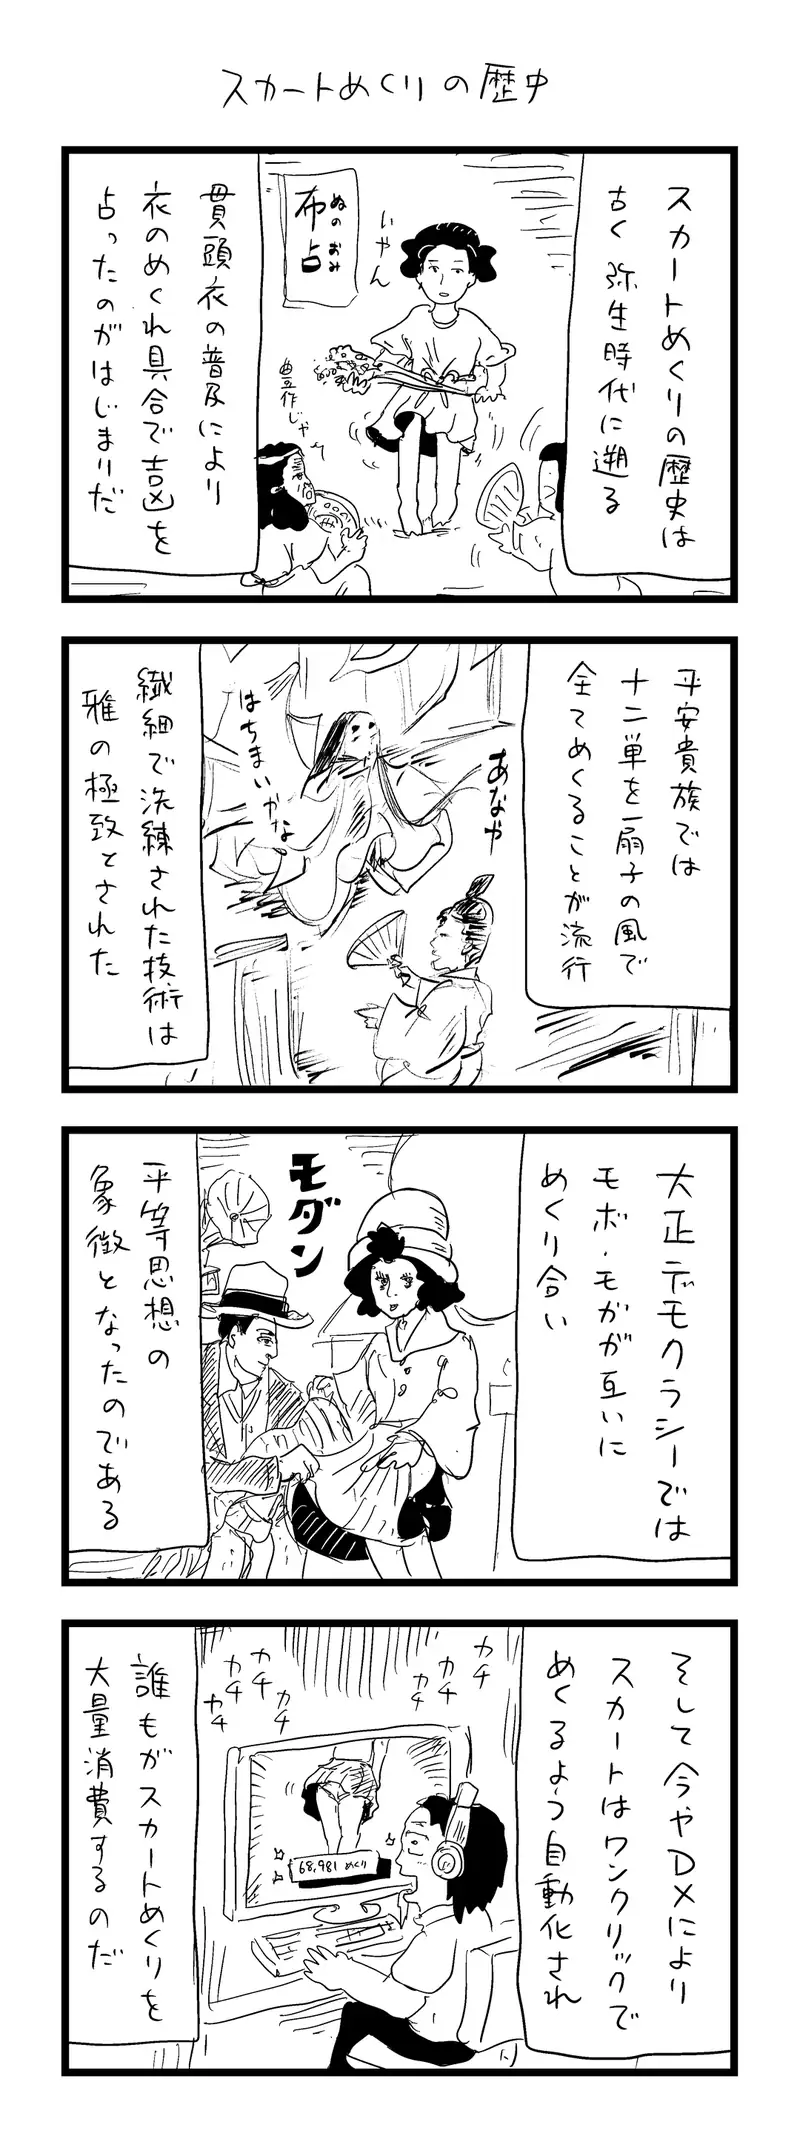 スカートめくりの歴史
スカートめくりの歴史は
古く弥生時代に遡る
いやん
ぬの おみ
布占
豊作じゃ〜
貫頭衣の普及により
衣のめくれ具合で吉凶を
占ったのがはじまりだ
平安貴族では
十二単を扇子の風で
全てめくることが流行
あなや
はちまいかな
繊細で洗練された技術は
雅の極致とされた
大正デモクラシーでは
モボ・モガが互いに
めくり合い
モダン
平等思想の
象徴となったのである
そして今やDXにより
スカートはワンクリックで
めくるよう自動化され
カチ
カチ
カチ
カチ
カチ
カチ
カチ
カチ
68,981 めくり
誰もがスカートめくりを
大量消費するのだ